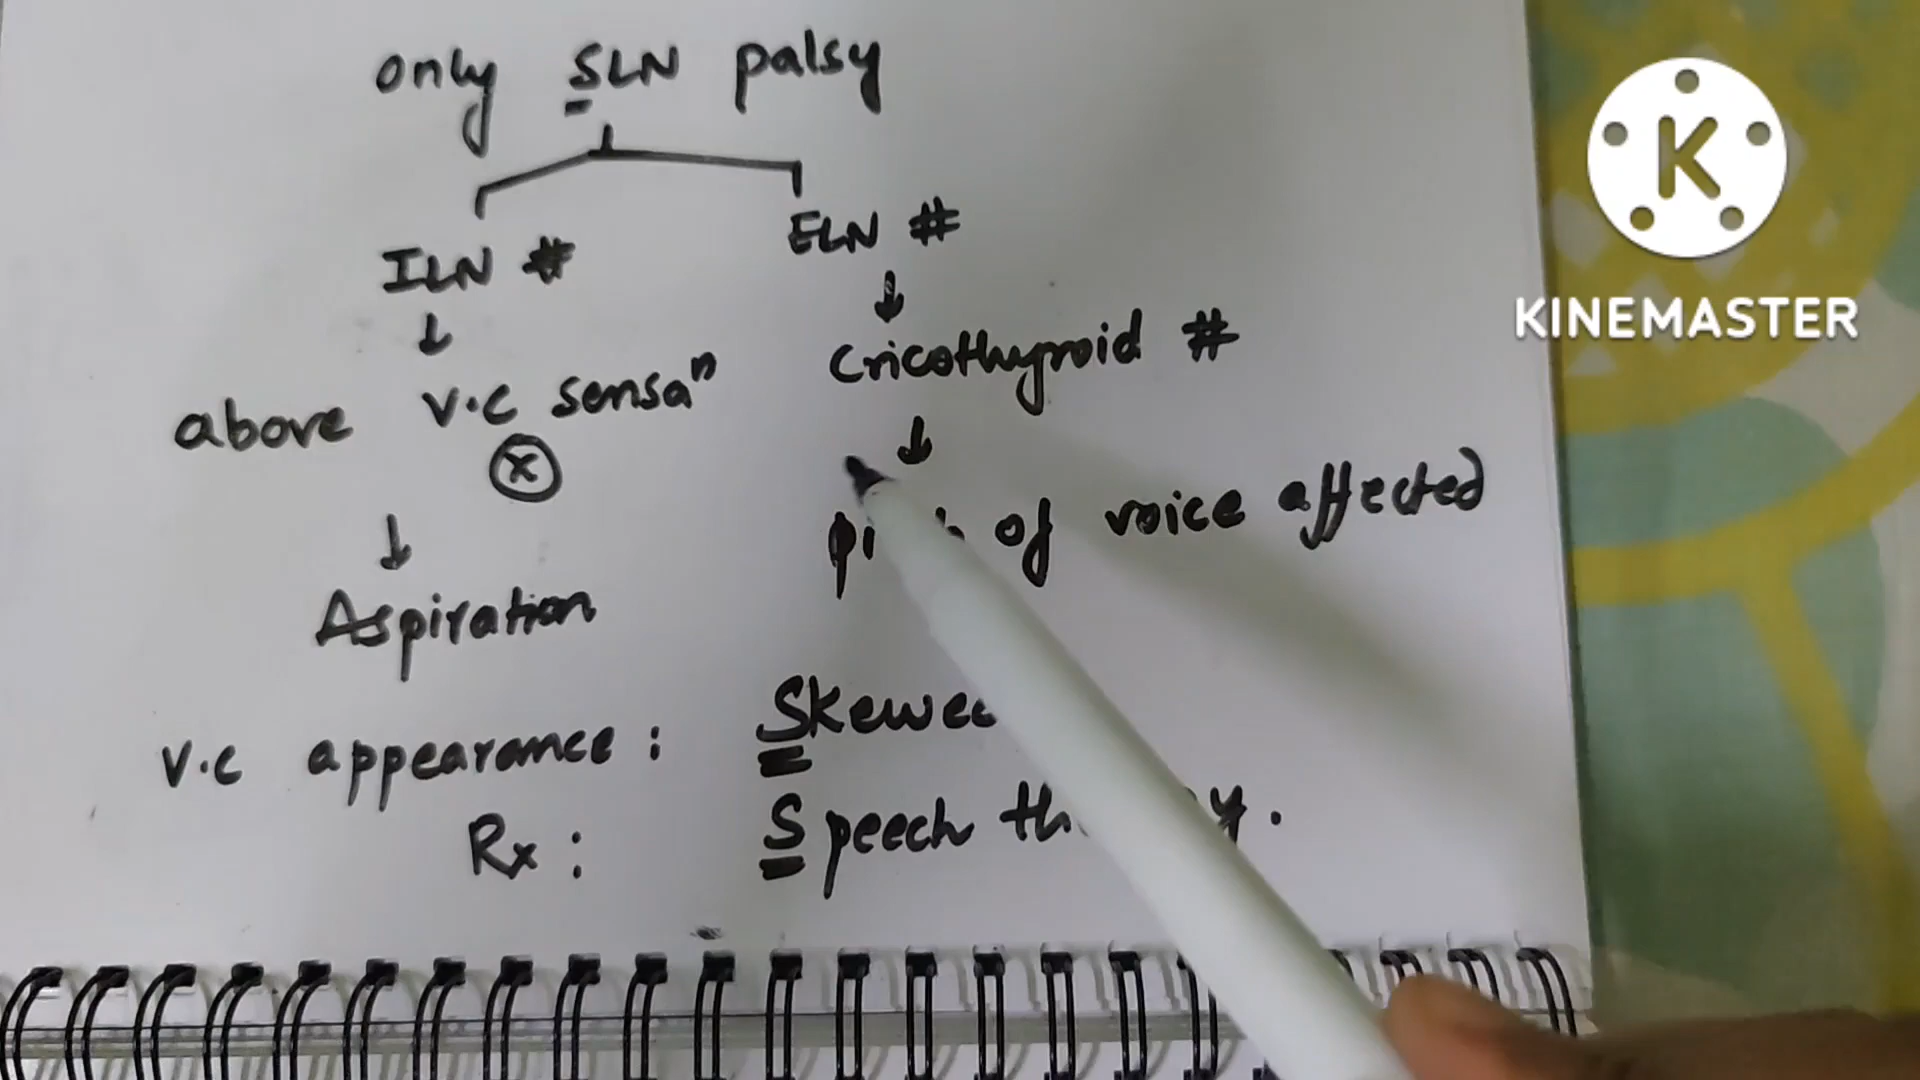 only SLN palsy
ILN #
ELN #
above v.c sensaⁿ
Cricothyroid #
of voice affected
Aspiration
v.c appearance :
Rx : Speech
K
KINEMASTER